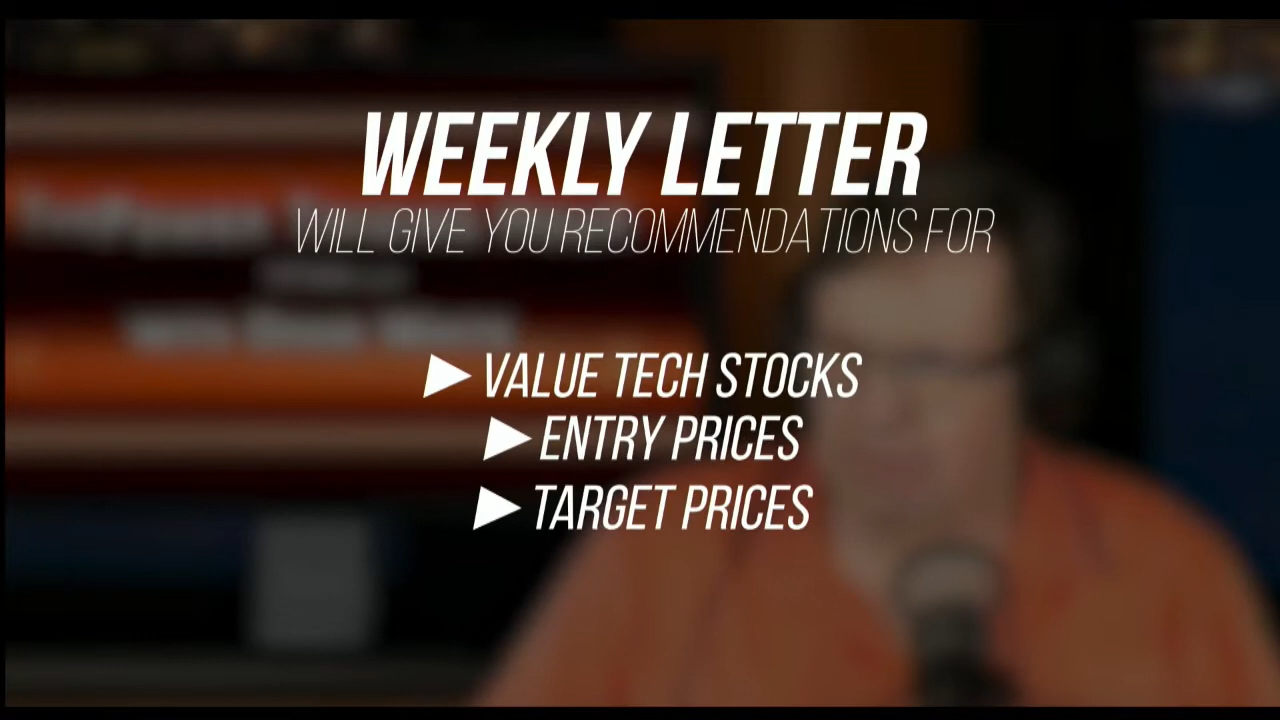 WEEKLY LETTER
WILL GIVE YOU RECOMMENDATIONS FOR
▶ VALUE TECH STOCKS
▶ ENTRY PRICES
▶ TARGET PRICES